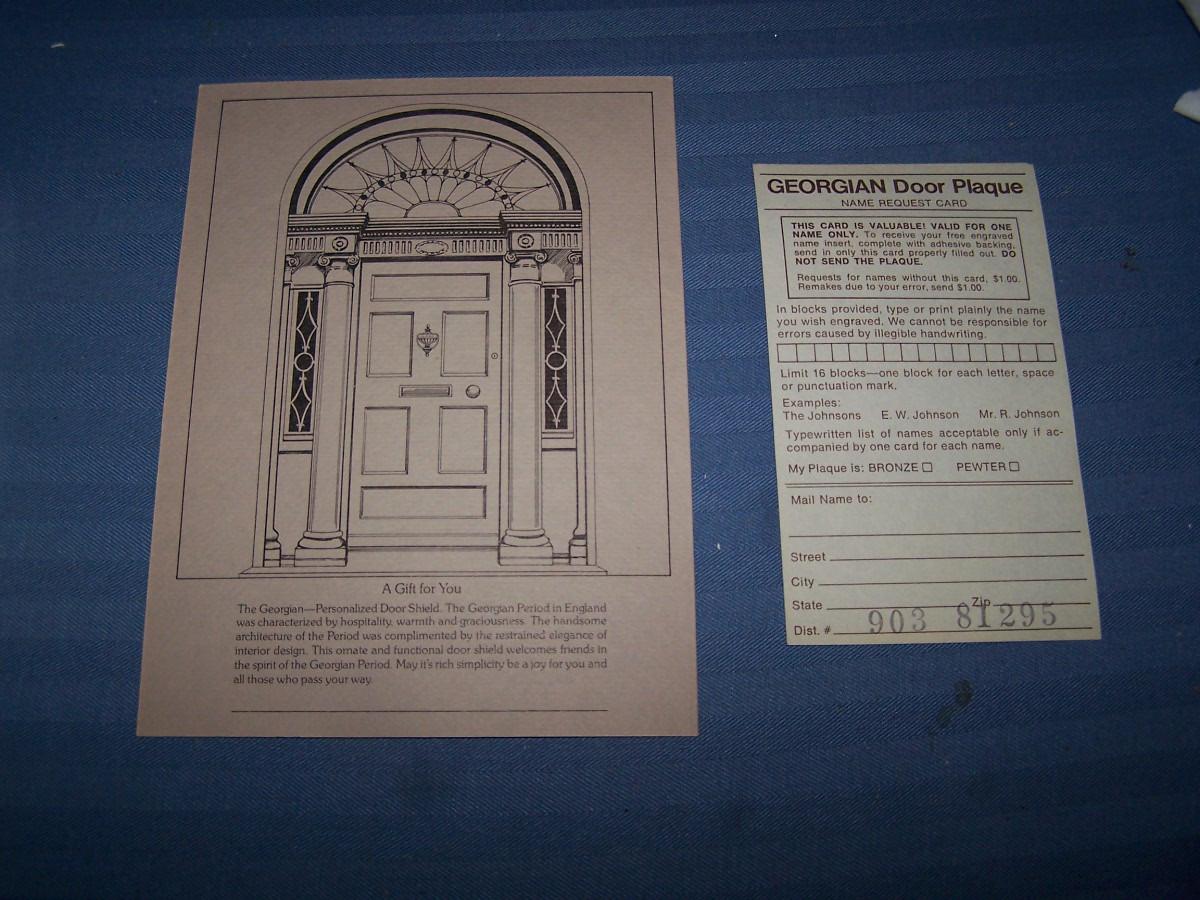 A Gift for You
The Georgian—Personalized Door Shield. The Georgian Period in England
was characterized by hospitality, warmth and graciousness. The handsome
architecture of the Period was complimented by the restrained elegance of
interior design. This ornate and functional door shield welcomes friends in
the spirit of the Georgian Period. May it's rich simplicity be a joy for you and
all those who pass your way.
GEORGIAN Door Plaque
NAME REQUEST CARD
THIS CARD IS VALUABLE! VALID FOR ONE
NAME ONLY. To receive your free engraved
name insert, complete with adhesive backing,
send in only this card properly filled out. DO
NOT SEND THE PLAQUE.
Requests for names without this card, $1.00.
Remakes due to your error, send $1.00.
In blocks provided, type or print plainly the name
you wish engraved. We cannot be responsible for
errors caused by illegible handwriting.
Limit 16 blocks—one block for each letter, space
or punctuation mark.
Examples:
The Johnsons E. W. Johnson Mr. R. Johnson
Typewritten list of names acceptable only if ac-
companied by one card for each name.
My Plaque is: BRONZE PEWTER
Mail Name to:
Street
City
State Zip
Dist. # 903 81295